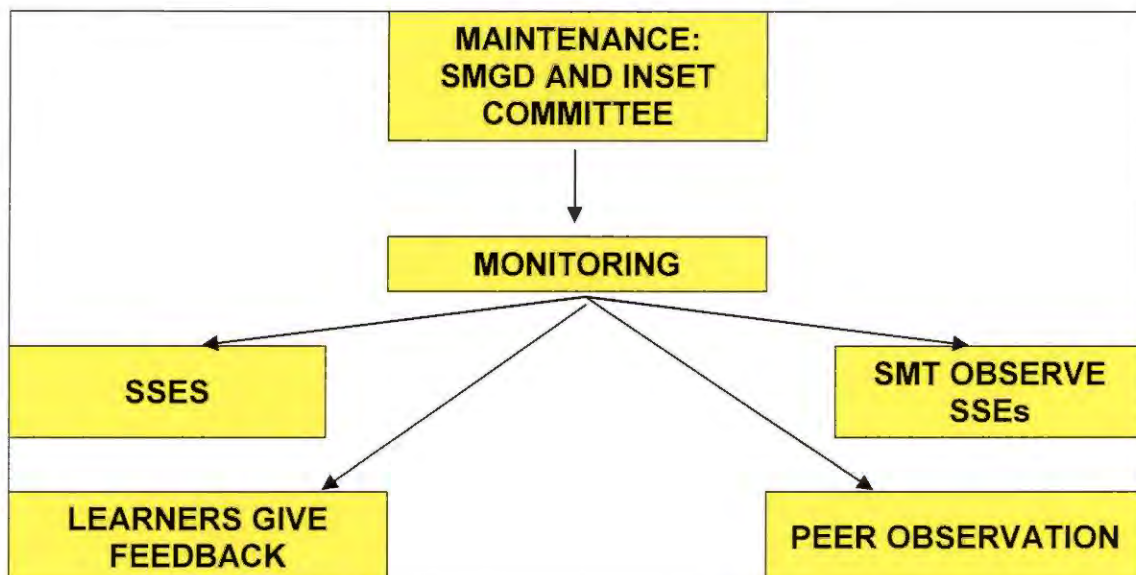 MAINTENANCE:
SMGD AND INSET
COMMITTEE
MONITORING
SSES
SMT OBSERVE
SSEs
LEARNERS GIVE
FEEDBACK
PEER OBSERVATION